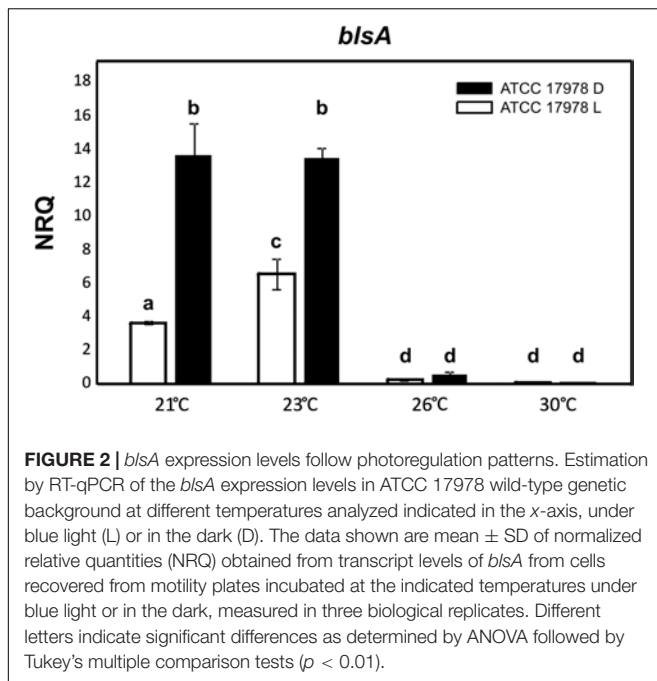 blsA
18
16
14
12
10
8
6
4
2
0
NRQ
ATCC 17978 D
ATCC 17978 L
a
b
c
b
d
d
d
d
21°C
23°C
26°C
30°C
FIGURE 2 | blsA expression levels follow photoregulation patterns. Estimation
by RT-qPCR of the blsA expression levels in ATCC 17978 wild-type genetic
background at different temperatures analyzed indicated in the x-axis, under
blue light (L) or in the dark (D). The data shown are mean ± SD of normalized
relative quantities (NRQ) obtained from transcript levels of blsA from cells
recovered from motility plates incubated at the indicated temperatures under
blue light or in the dark, measured in three biological replicates. Different
letters indicate significant differences as determined by ANOVA followed by
Tukey's multiple comparison tests (p < 0.01).